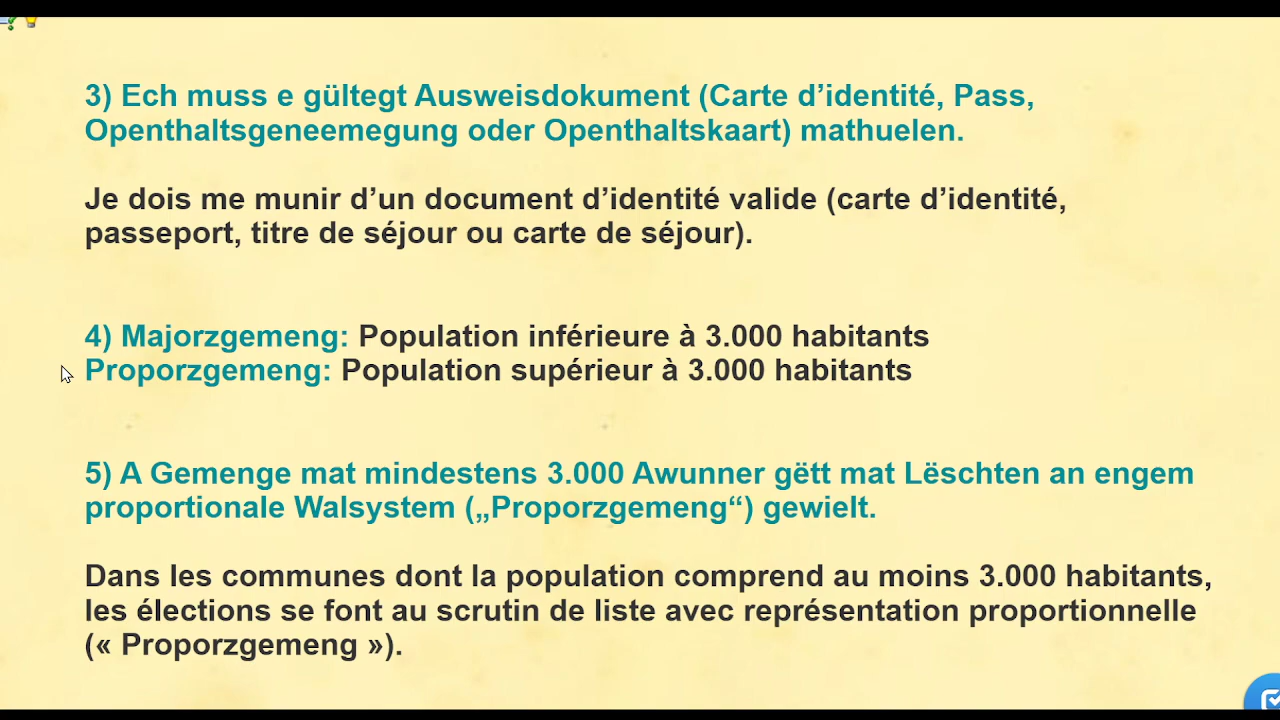 3) Ech muss e gültegt Ausweisdokument (Carte d’identité, Pass,
Openthaltsgeneemegung oder Openthaltskaart) mathuelen.
Je dois me munir d’un document d’identité valide (carte d’identité,
passeport, titre de séjour ou carte de séjour).
4) Majorzgemeng: Population inférieure à 3.000 habitants
Proporzgemeng: Population supérieur à 3.000 habitants
5) A Gemenge mat mindestens 3.000 Awunner gëtt mat Lëschten an engem
proportionale Walsystem („Proporzgemeng“) gewielt.
Dans les communes dont la population comprend au moins 3.000 habitants,
les élections se font au scrutin de liste avec représentation proportionnelle
(« Proporzgemeng »).